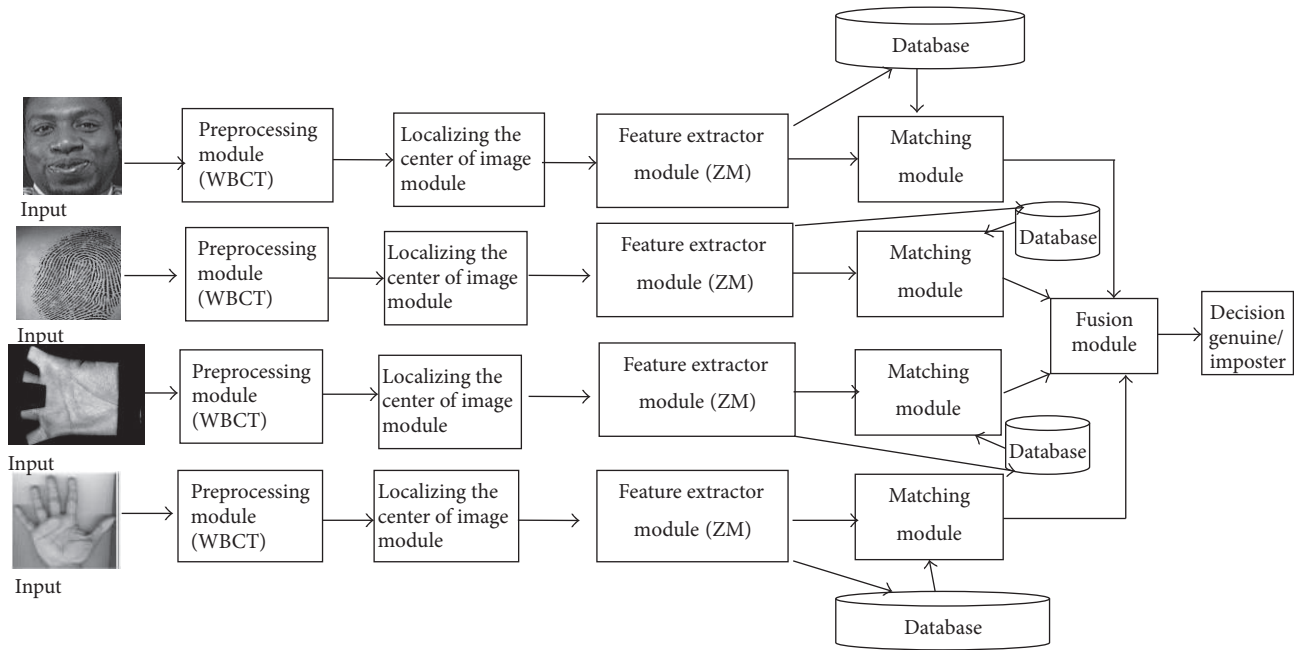 Database
Preprocessing
module
(WBCT)
Localizing the
center of image
module
Feature extractor
module (ZM)
Matching
module
Input
Preprocessing
module
(WBCT)
Localizing the
center of image
module
Feature extractor
module (ZM)
Matching
module
Database
Input
Fusion
module
Decision
genuine/
imposter
Preprocessing
module
(WBCT)
Localizing the
center of image
module
Feature extractor
module (ZM)
Matching
module
Database
Input
Preprocessing
module
(WBCT)
Localizing the
center of image
module
Feature extractor
module (ZM)
Matching
module
Input
Database